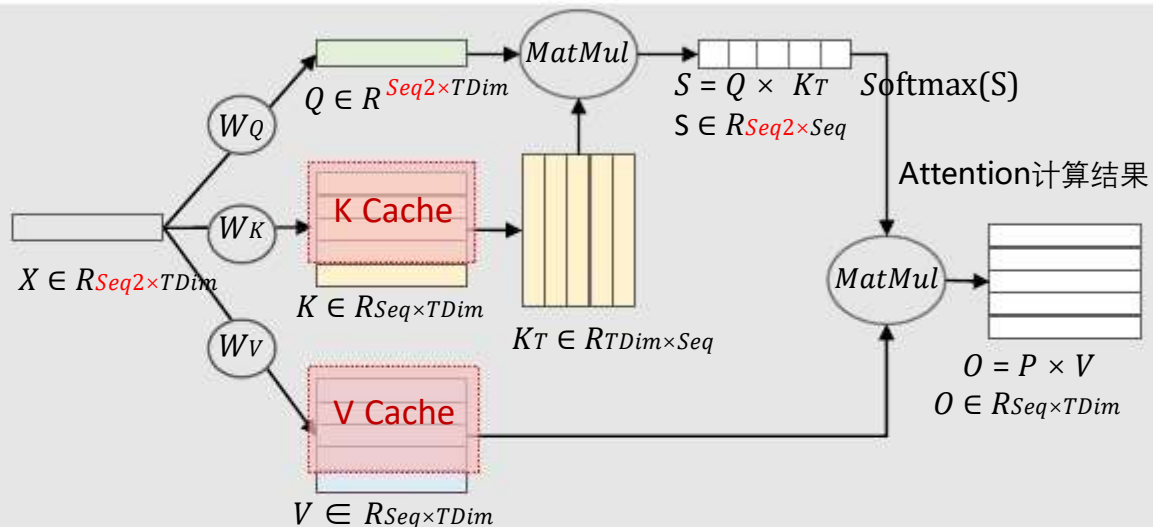 MatMul
Q ∈ R Seq2×TDim
S = Q × KT Softmax(S)
S ∈ RSeq2×Seq
WQ
Attention计算结果
K Cache
WK
X ∈ RSeq2×TDim
K ∈ RSeq×TDim
MatMul
KT ∈ RTDim×Seq
WV
O = P × V
O ∈ RSeq×TDim
V Cache
V ∈ RSeq×TDim